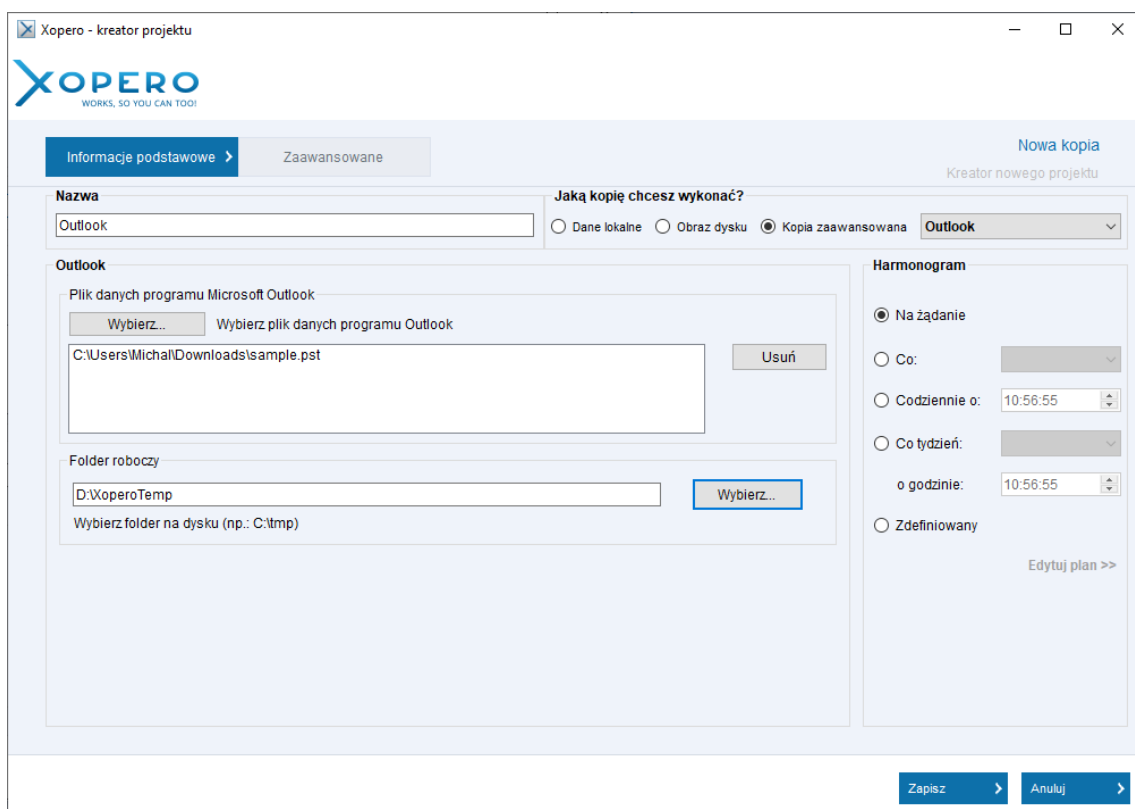 Xopero - kreator projektu
XOPERO
WORKS, SO YOU CAN TOO!
Informacje podstawowe
Zaawansowane
Nowa kopia
Kreator nowego projektu
Nazwa
Outlook
Jaką kopię chcesz wykonać?
Dane lokalne
Obraz dysku
Kopia zaawansowana
Outlook
Outlook
Plik danych programu Microsoft Outlook
Wybierz...
Wybierz plik danych programu Outlook
C:\Users\Michal\Downloads\sample.pst
Usuń
Folder roboczy
D:\XoperoTemp
Wybierz...
Wybierz folder na dysku (np.: C:\tmp)
Harmonogram
Na żądanie
Co:
Codziennie o:
10:56:55
Co tydzień:
o godzinie:
10:56:55
Zdefiniowany
Edytuj plan >>
Zapisz
Anuluj